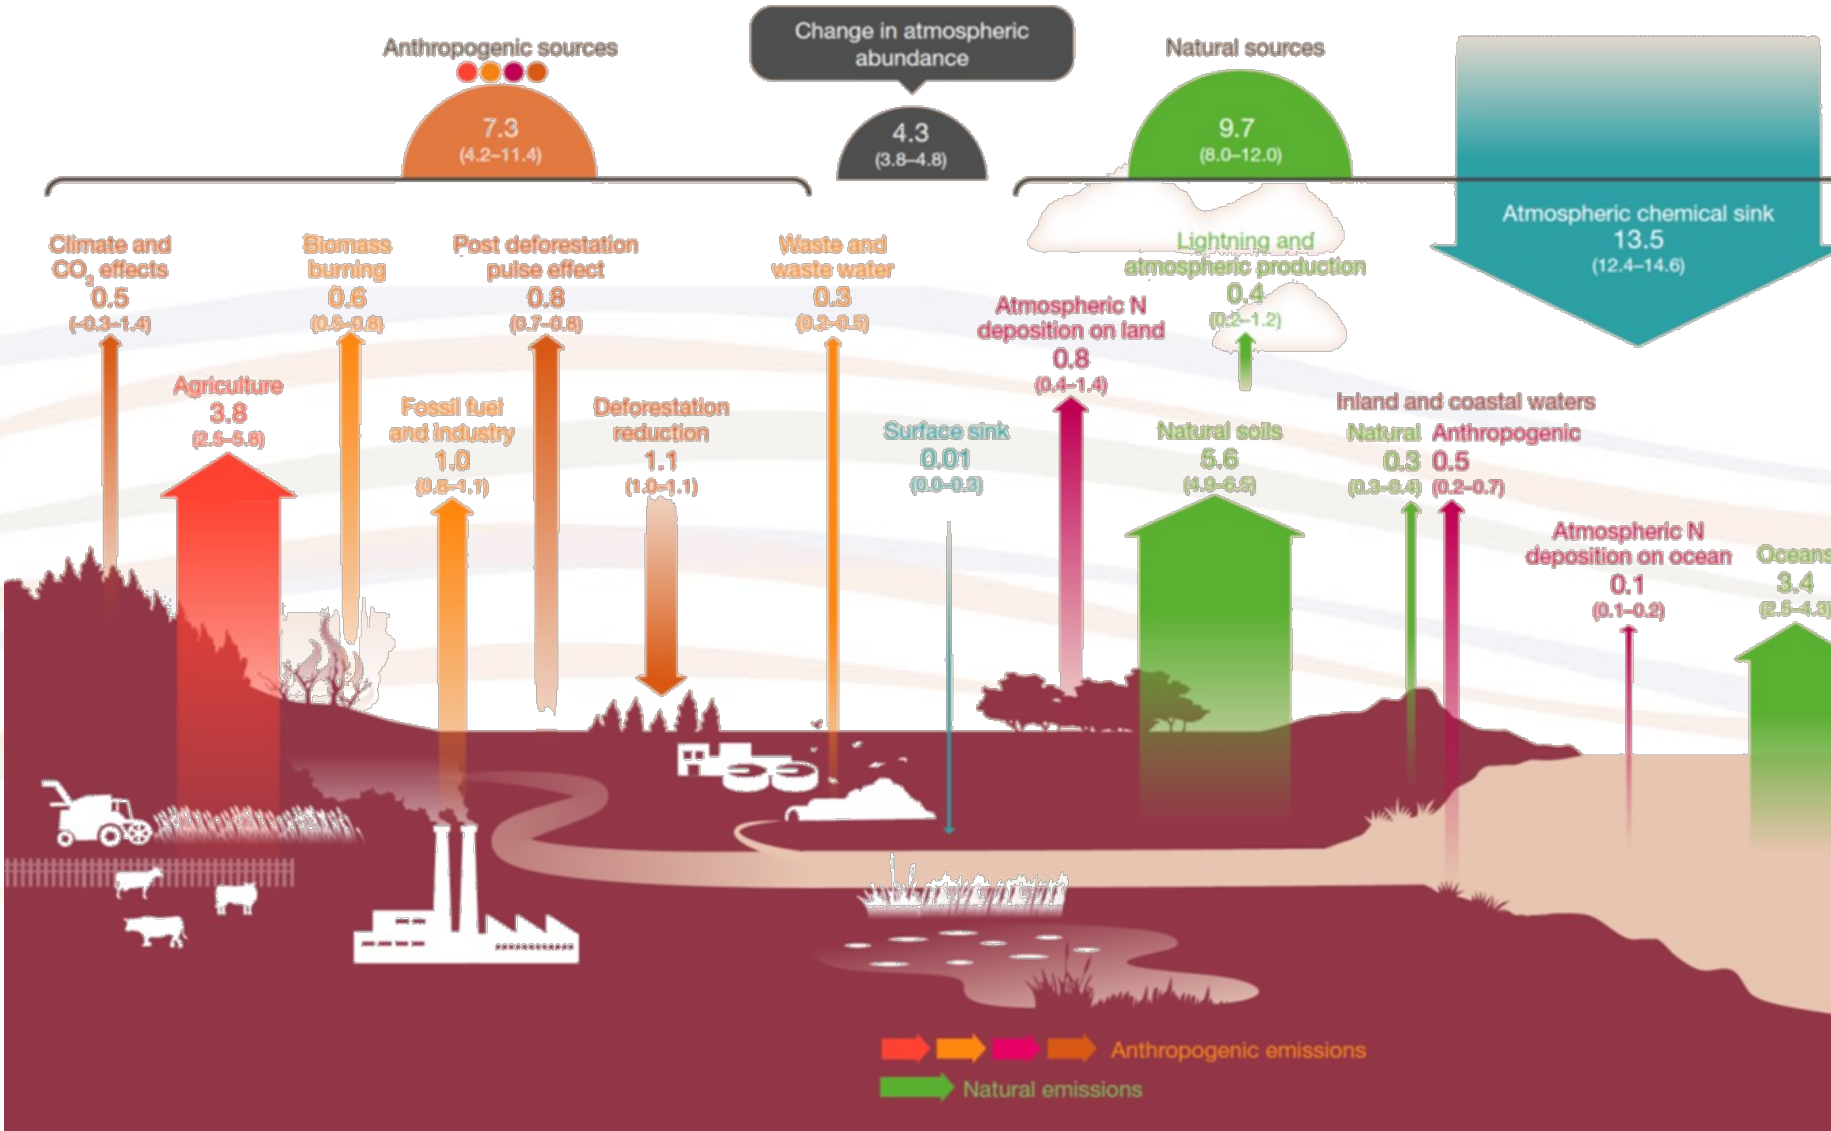 Anthropogenic sources
7.3
(4.2–11.4)
Change in atmospheric
abundance
4.3
(3.8–4.8)
Natural sources
9.7
(8.0–12.0)
Atmospheric chemical sink
13.5
(12.4–14.6)
Climate and
CO₂ effects
0.5
(-0.3–1.4)
Agriculture
3.8
(2.5–5.8)
Biomass
burning
0.6
(0.5–0.8)
Fossil fuel
and industry
1.0
(0.8–1.1)
Post deforestation
pulse effect
0.8
(0.7–0.8)
Deforestation
reduction
1.1
(1.0–1.1)
Waste and
waste water
0.3
(0.2–0.5)
Surface sink
0.01
(0.0–0.3)
Atmospheric N
deposition on land
0.8
(0.4–1.4)
Lightning and
atmospheric production
0.4
(0.2–1.2)
Natural soils
5.6
(4.9–6.5)
Inland and coastal waters
Natural Anthropogenic
0.3 0.5
(0.3–0.4) (0.2–0.7)
Atmospheric N
deposition on ocean
0.1
(0.1–0.2)
Oceans
3.4
(2.5–4.3)
Anthropogenic emissions
Natural emissions